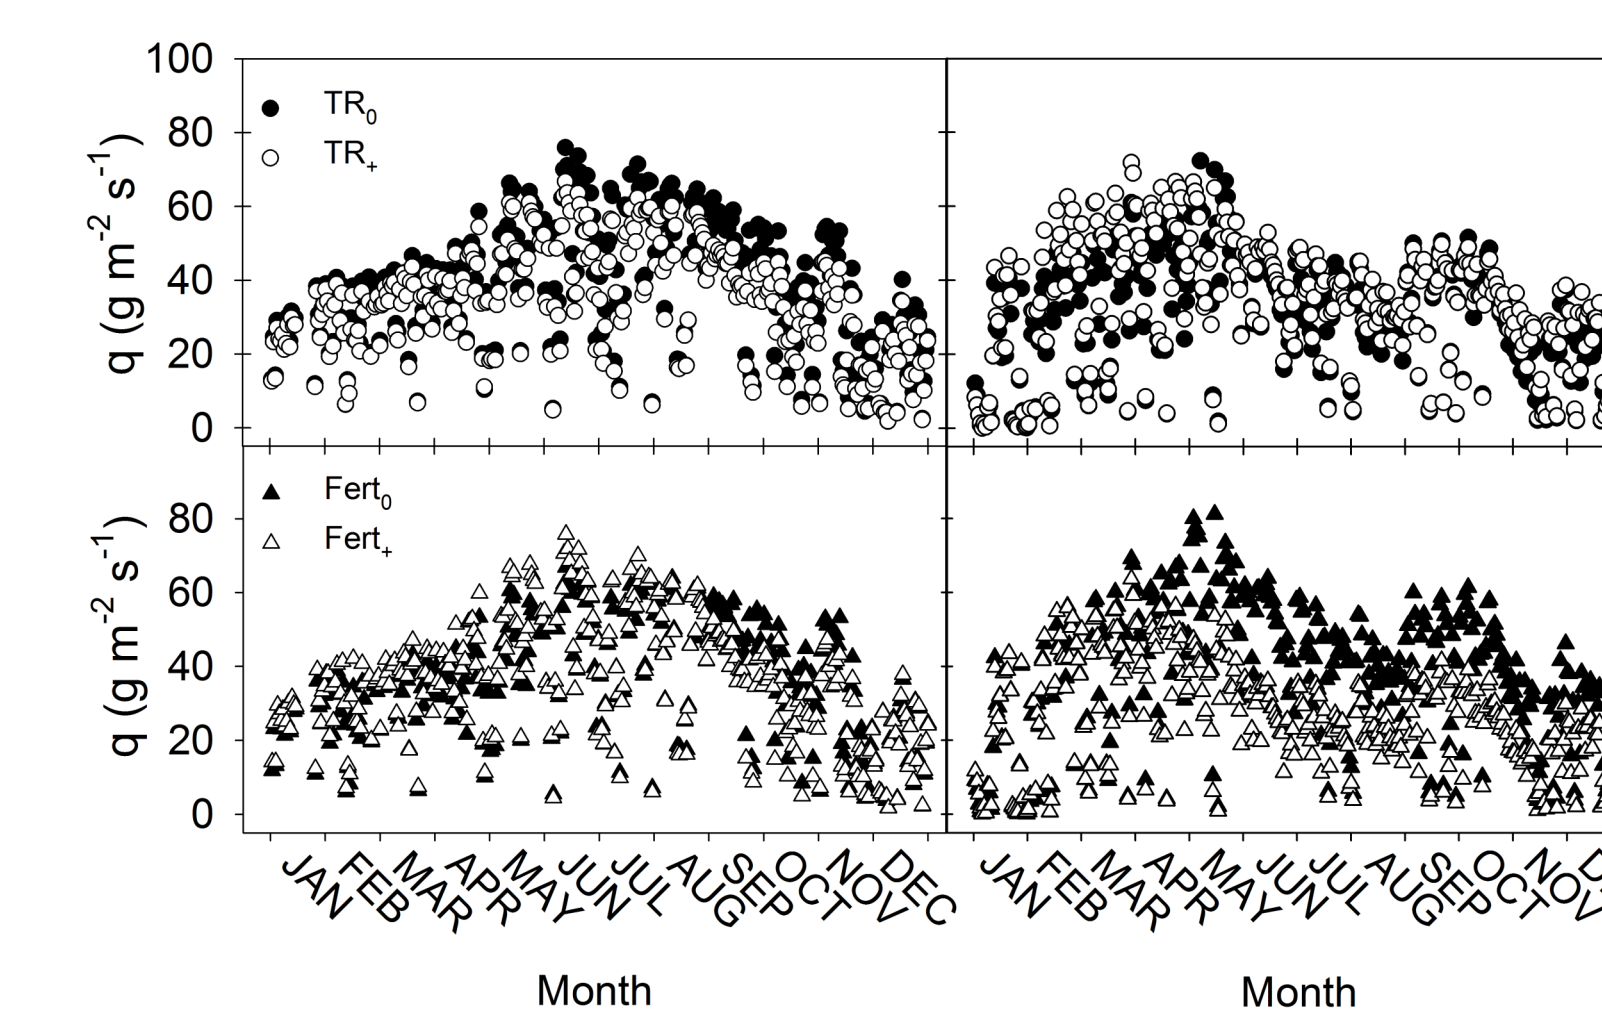 100
80
60
40
20
0
q (g m-2 s-1)
TR0
TR+
80
60
40
20
0
q (g m-2 s-1)
Fert0
Fert+
JAN FEB MAR APR MAY JUN JUL AUG SEP OCT NOV DEC
JAN FEB MAR APR MAY JUN JUL AUG SEP OCT NOV
Month Month